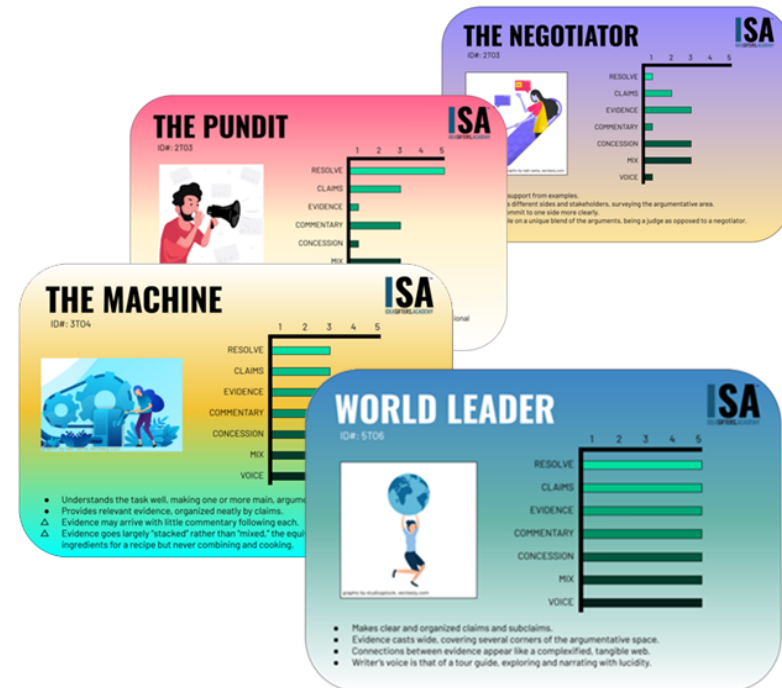 THE NEGOTIATOR
ISA
ID#: 2T03
1 2 3 4 5
RESOLVE
CLAIMS
EVIDENCE
COMMENTARY
CONCESSION
MIX
VOICE
support from examples.
different sides and stakeholders, surveying the argumentative area.
ommit to one side more clearly.
on a unique blend of the arguments, being a judge as opposed to a negotiator.
THE PUNDIT
ISA
ID#: 2T03
1 2 3 4 5
RESOLVE
CLAIMS
EVIDENCE
COMMENTARY
CONCESSION
MIX
ional
THE MACHINE
ISA
ID#: 3T04
1 2 3 4 5
RESOLVE
CLAIMS
EVIDENCE
COMMENTARY
CONCESSION
MIX
VOICE
● Understands the task well, making one or more main, argume
● Provides relevant evidence, organized neatly by claims.
△ Evidence may arrive with little commentary following each.
△ Evidence goes largely "stacked" rather than "mixed," the equi
ingredients for a recipe but never combining and cooking.
WORLD LEADER
ISA
ID#: 5T06
1 2 3 4 5
RESOLVE
CLAIMS
EVIDENCE
COMMENTARY
CONCESSION
MIX
VOICE
● Makes clear and organized claims and subclaims.
● Evidence casts wide, covering several corners of the argumentative space.
● Connections between evidence appear like a complexified, tangible web.
● Writer's voice is that of a tour guide, exploring and narrating with lucidity.